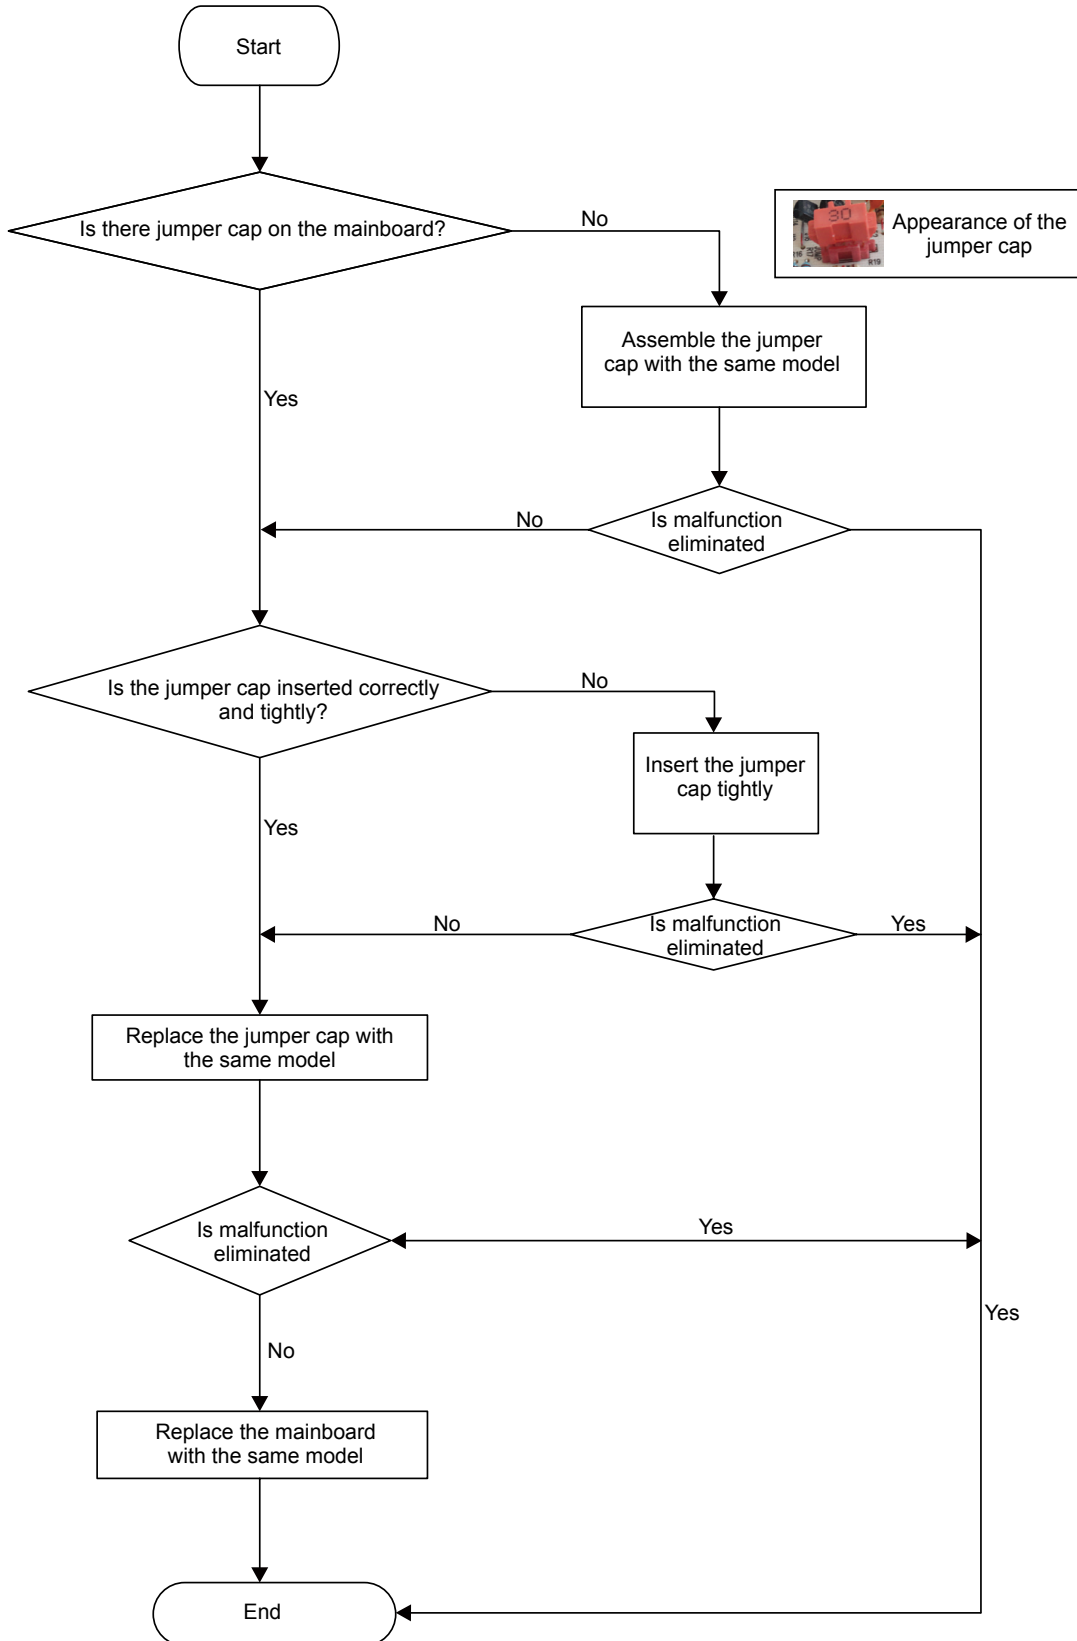 Start
Is there jumper cap on the mainboard?
No
30
R19
Appearance of the
jumper cap
Assemble the jumper
cap with the same model
Yes
No
Is malfunction
eliminated
Is the jumper cap inserted correctly
and tightly?
No
Insert the jumper
cap tightly
Yes
No
Is malfunction
eliminated
Yes
Replace the jumper cap with
the same model
Is malfunction
eliminated
Yes
Yes
No
Replace the mainboard
with the same model
End